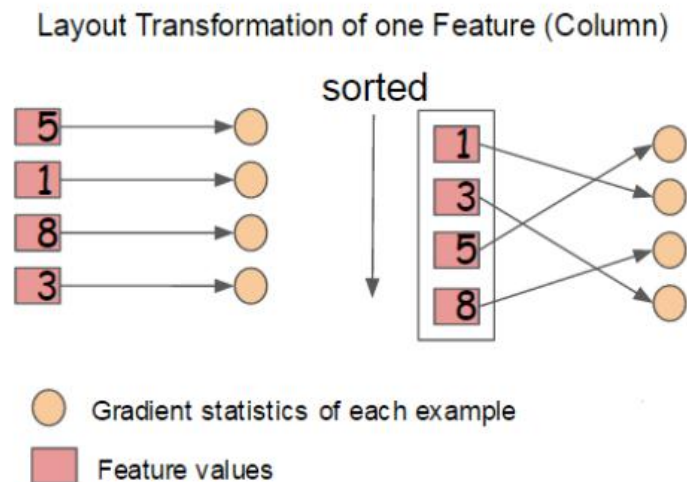 Layout Transformation of one Feature (Column)
sorted
5
1
8
3
1
3
5
8
Gradient statistics of each example
Feature values